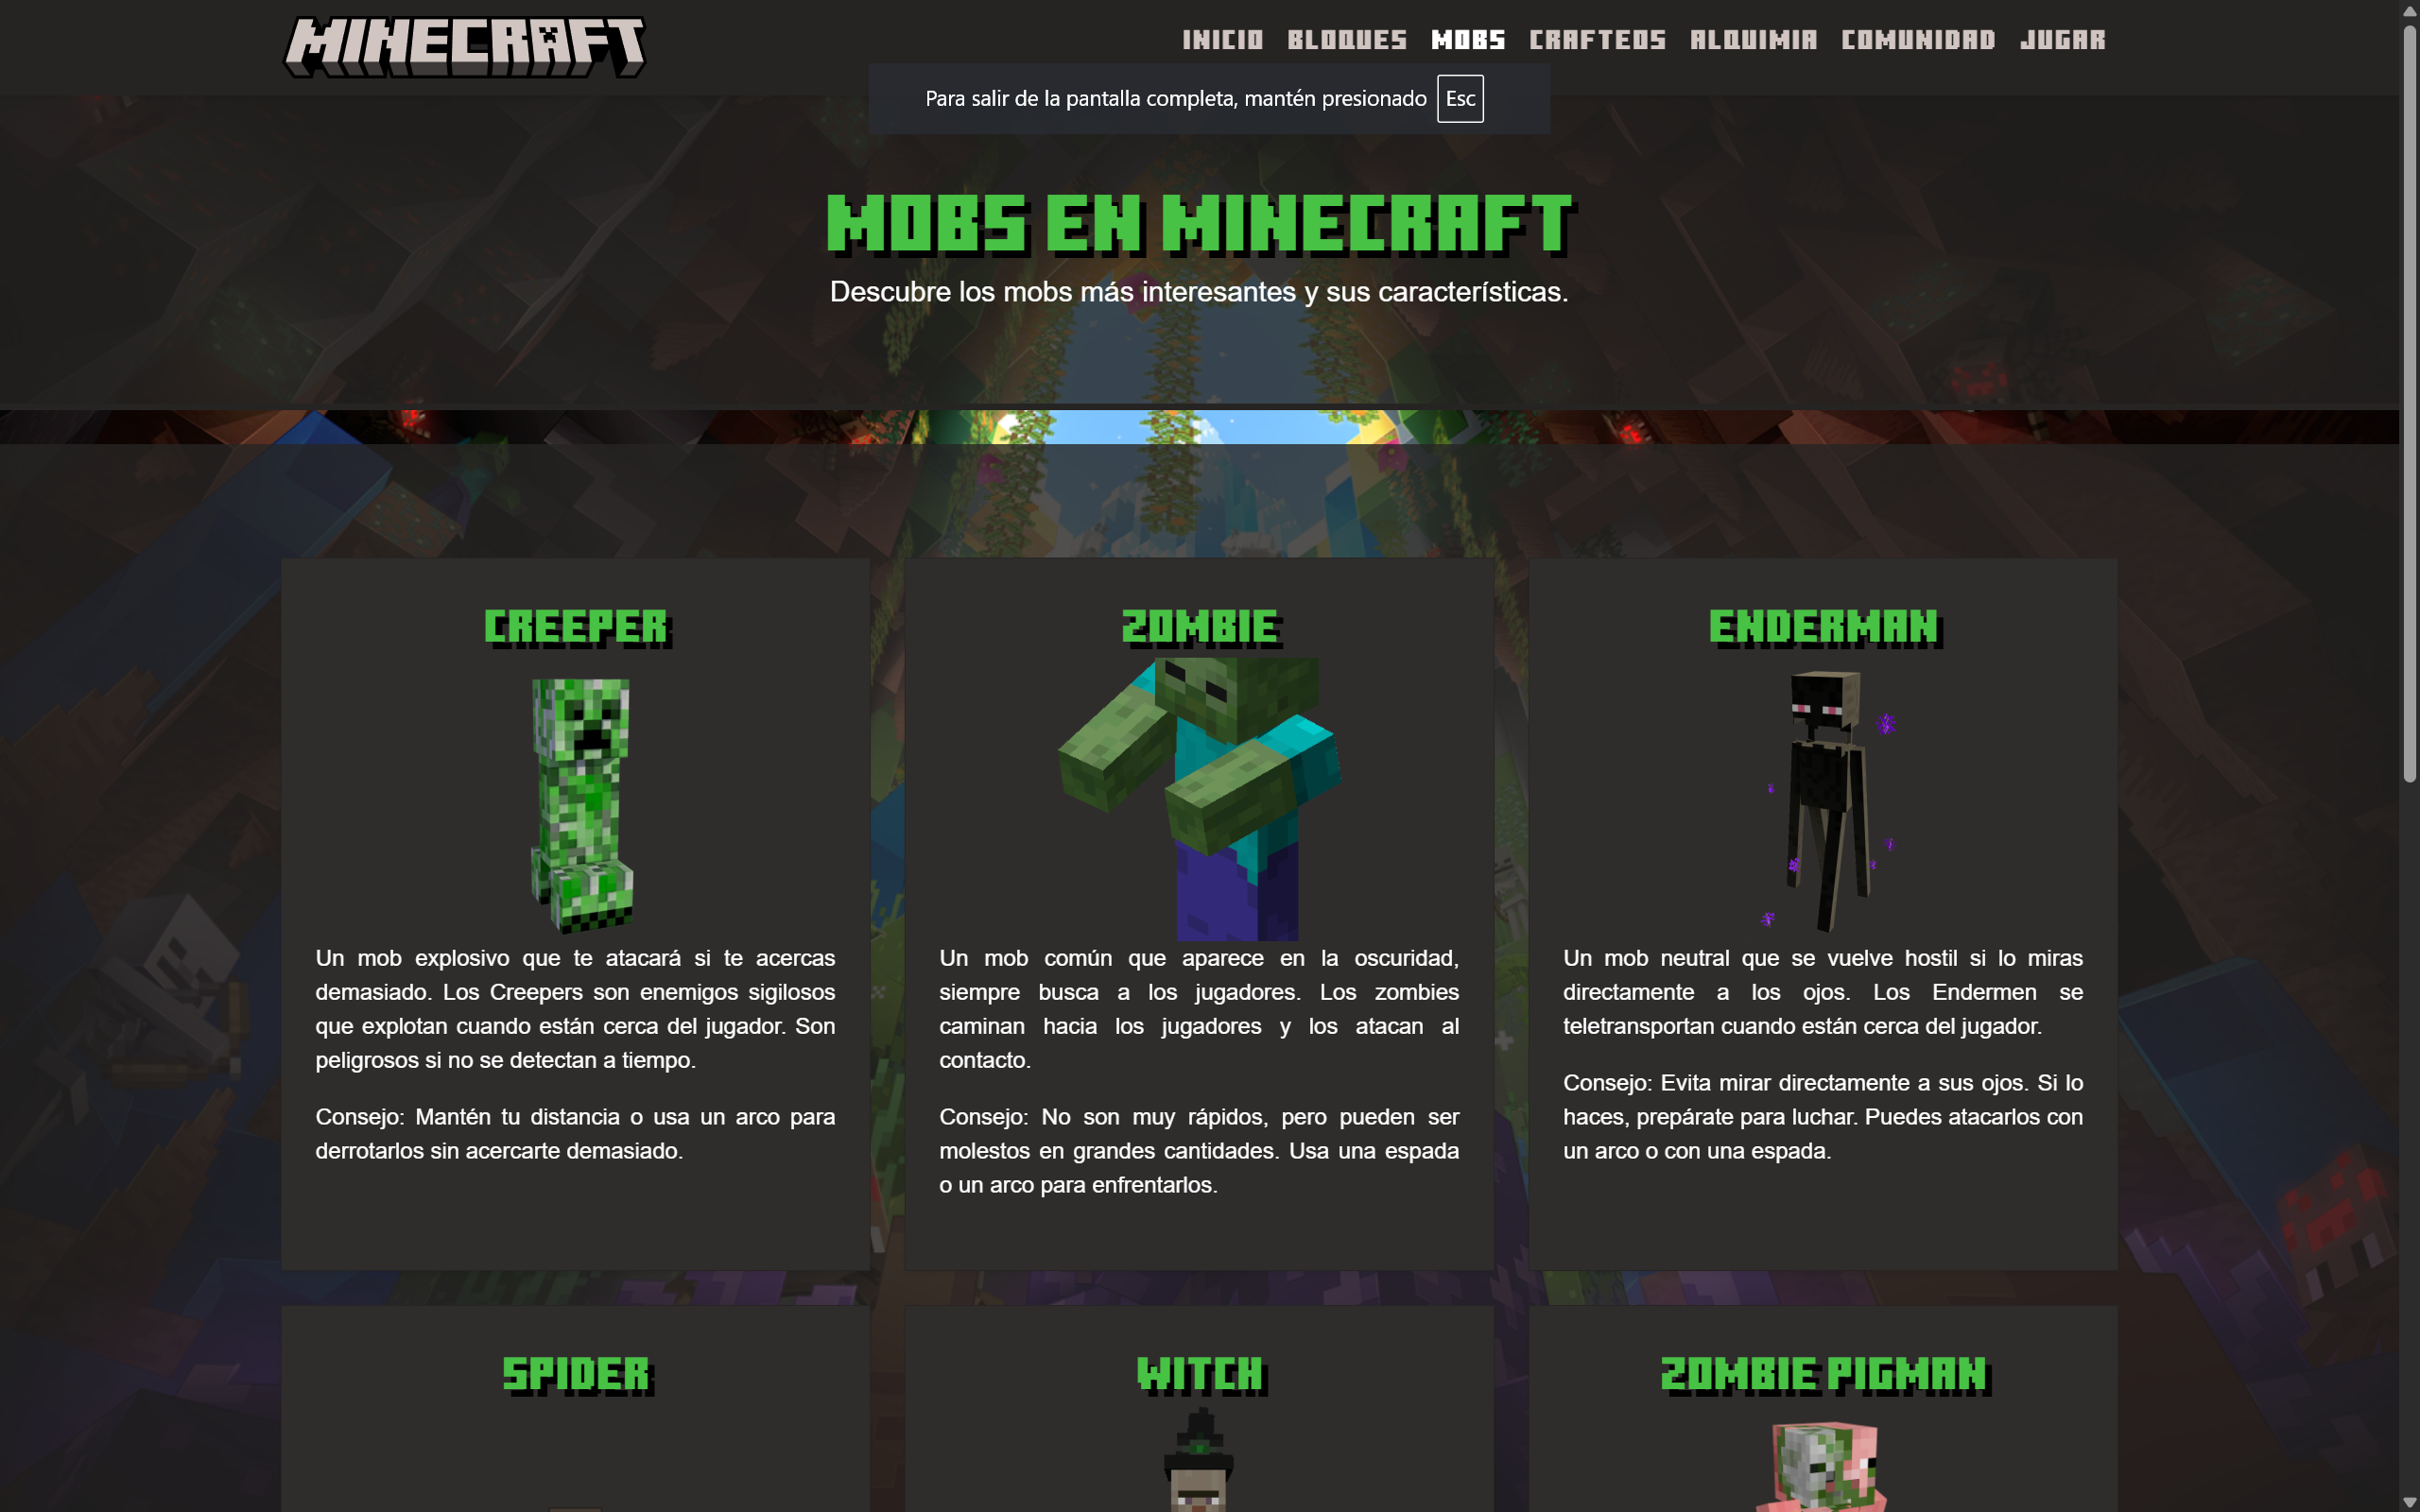 MINECRAFT
INICIO BLOQUES MOBS CRAFTEOS ALQUIMIA COMUNIDAD JUGAR
Para salir de la pantalla completa, mantén presionado Esc
MOBS EN MINECRAFT
Descubre los mobs más interesantes y sus características.
CREEPER
Un mob explosivo que te atacará si te acercas
demasiado. Los Creepers son enemigos sigilosos
que explotan cuando están cerca del jugador. Son
peligrosos si no se detectan a tiempo.
Consejo: Mantén tu distancia o usa un arco para
derrotarlos sin acercarte demasiado.
ZOMBIE
Un mob común que aparece en la oscuridad,
siempre busca a los jugadores. Los zombies
caminan hacia los jugadores y los atacan al
contacto.
Consejo: No son muy rápidos, pero pueden ser
molestos en grandes cantidades. Usa una espada
o un arco para enfrentarlos.
ENDERMAN
Un mob neutral que se vuelve hostil si lo miras
directamente a los ojos. Los Endermen se
teletransportan cuando están cerca del jugador.
Consejo: Evita mirar directamente a sus ojos. Si lo
haces, prepárate para luchar. Puedes atacarlos con
un arco o con una espada.
SPIDER
WITCH
ZOMBIE PIGMAN